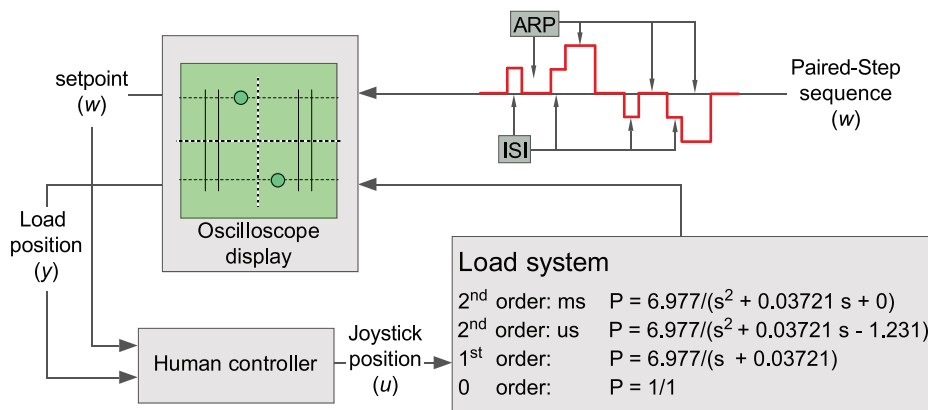 ARP
Paired-Step
sequence
(w)
setpoint
(w)
ISI
Oscilloscope
display
Load
position
(y)
Load system
2nd order: ms P = 6.977/(s2 + 0.03721 s + 0)
2nd order: us P = 6.977/(s2 + 0.03721 s - 1.231)
1st order: P = 6.977/(s + 0.03721)
0 order: P = 1/1
Joystick
position
(u)
Human controller